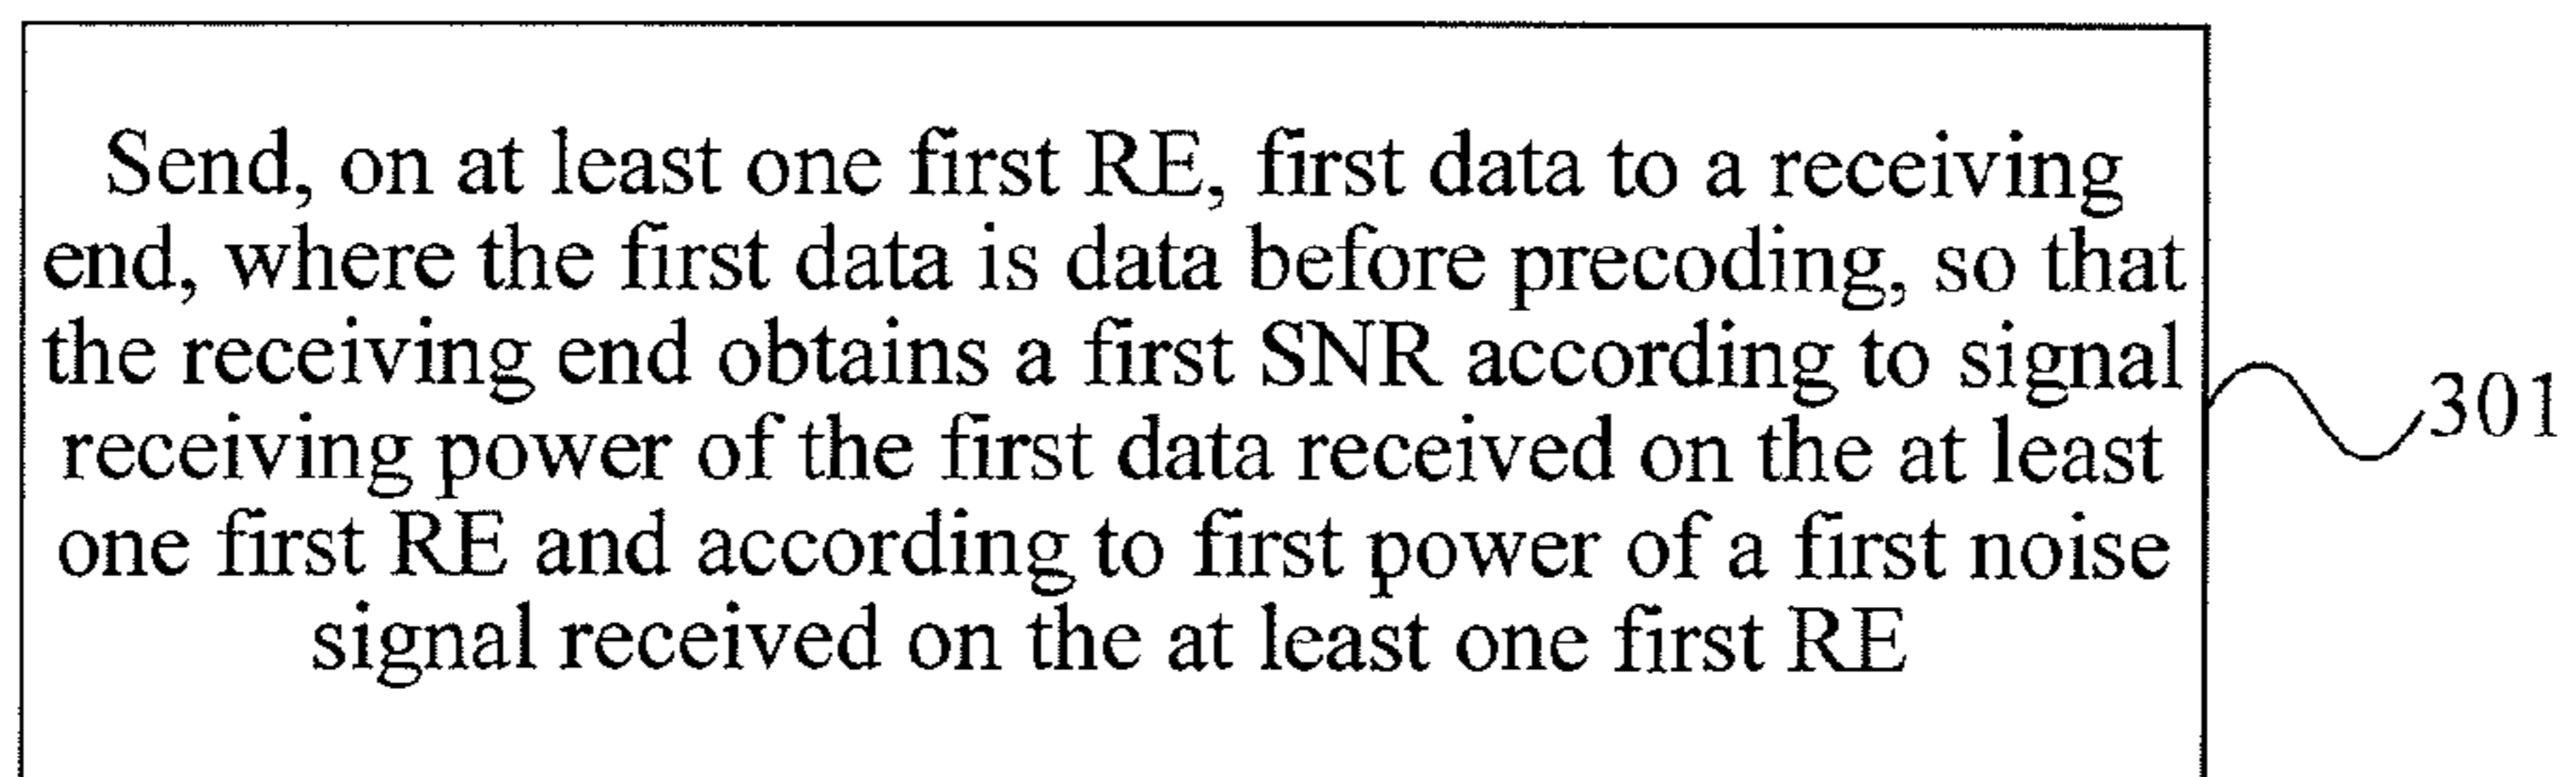 Send, on at least one first RE, first data to a receiving
end, where the first data is data before precoding, so that
the receiving end obtains a first SNR according to signal
receiving power of the first data received on the at least
one first RE and according to first power of a first noise
signal received on the at least one first RE
301